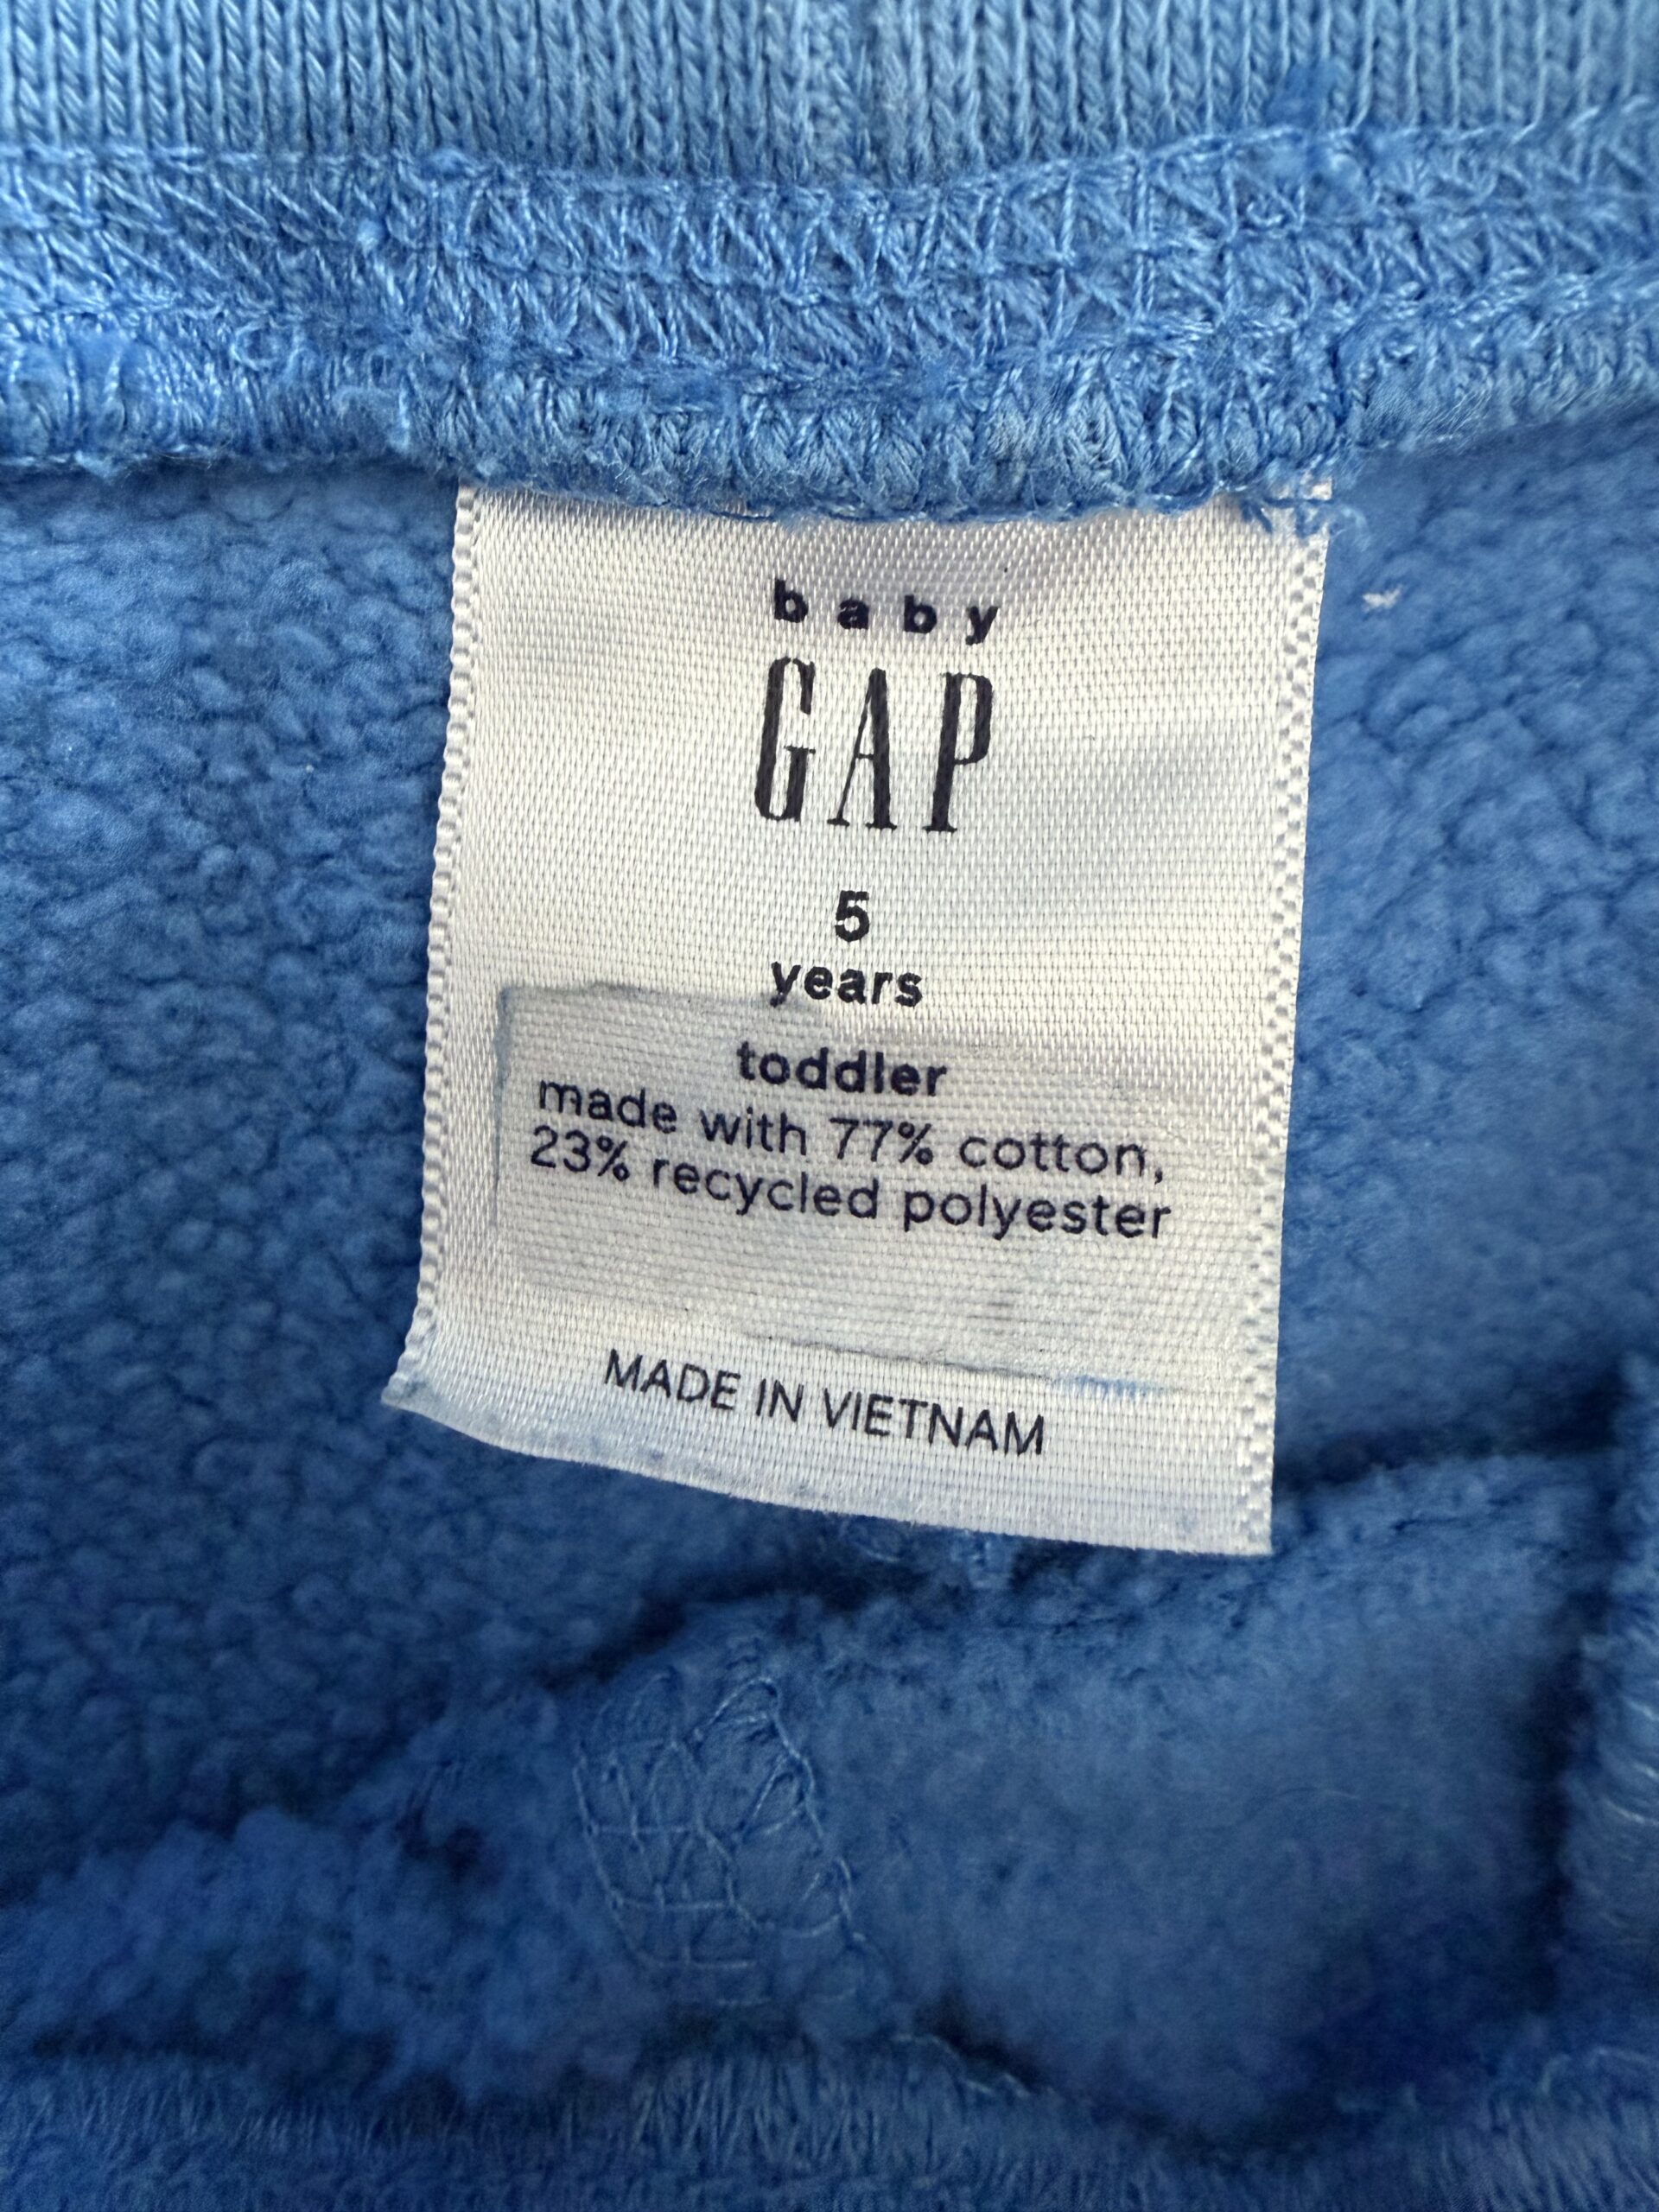 baby
GAP
5
years
toddler
made with 77% cotton,
23% recycled polyester
MADE IN VIETNAM